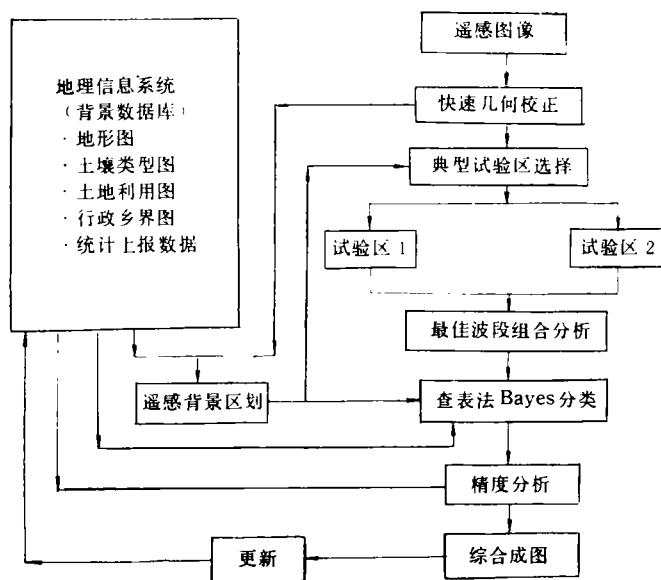 遥感图像
地理信息系统
（背景数据库）
·地形图
·土壤类型图
·土地利用图
·行政乡界图
·统计上报数据
快速几何校正
典型试验区选择
试验区 1
试验区 2
最佳波段组合分析
遥感背景区划
查表法 Bayes 分类
精度分析
更新
综合成图